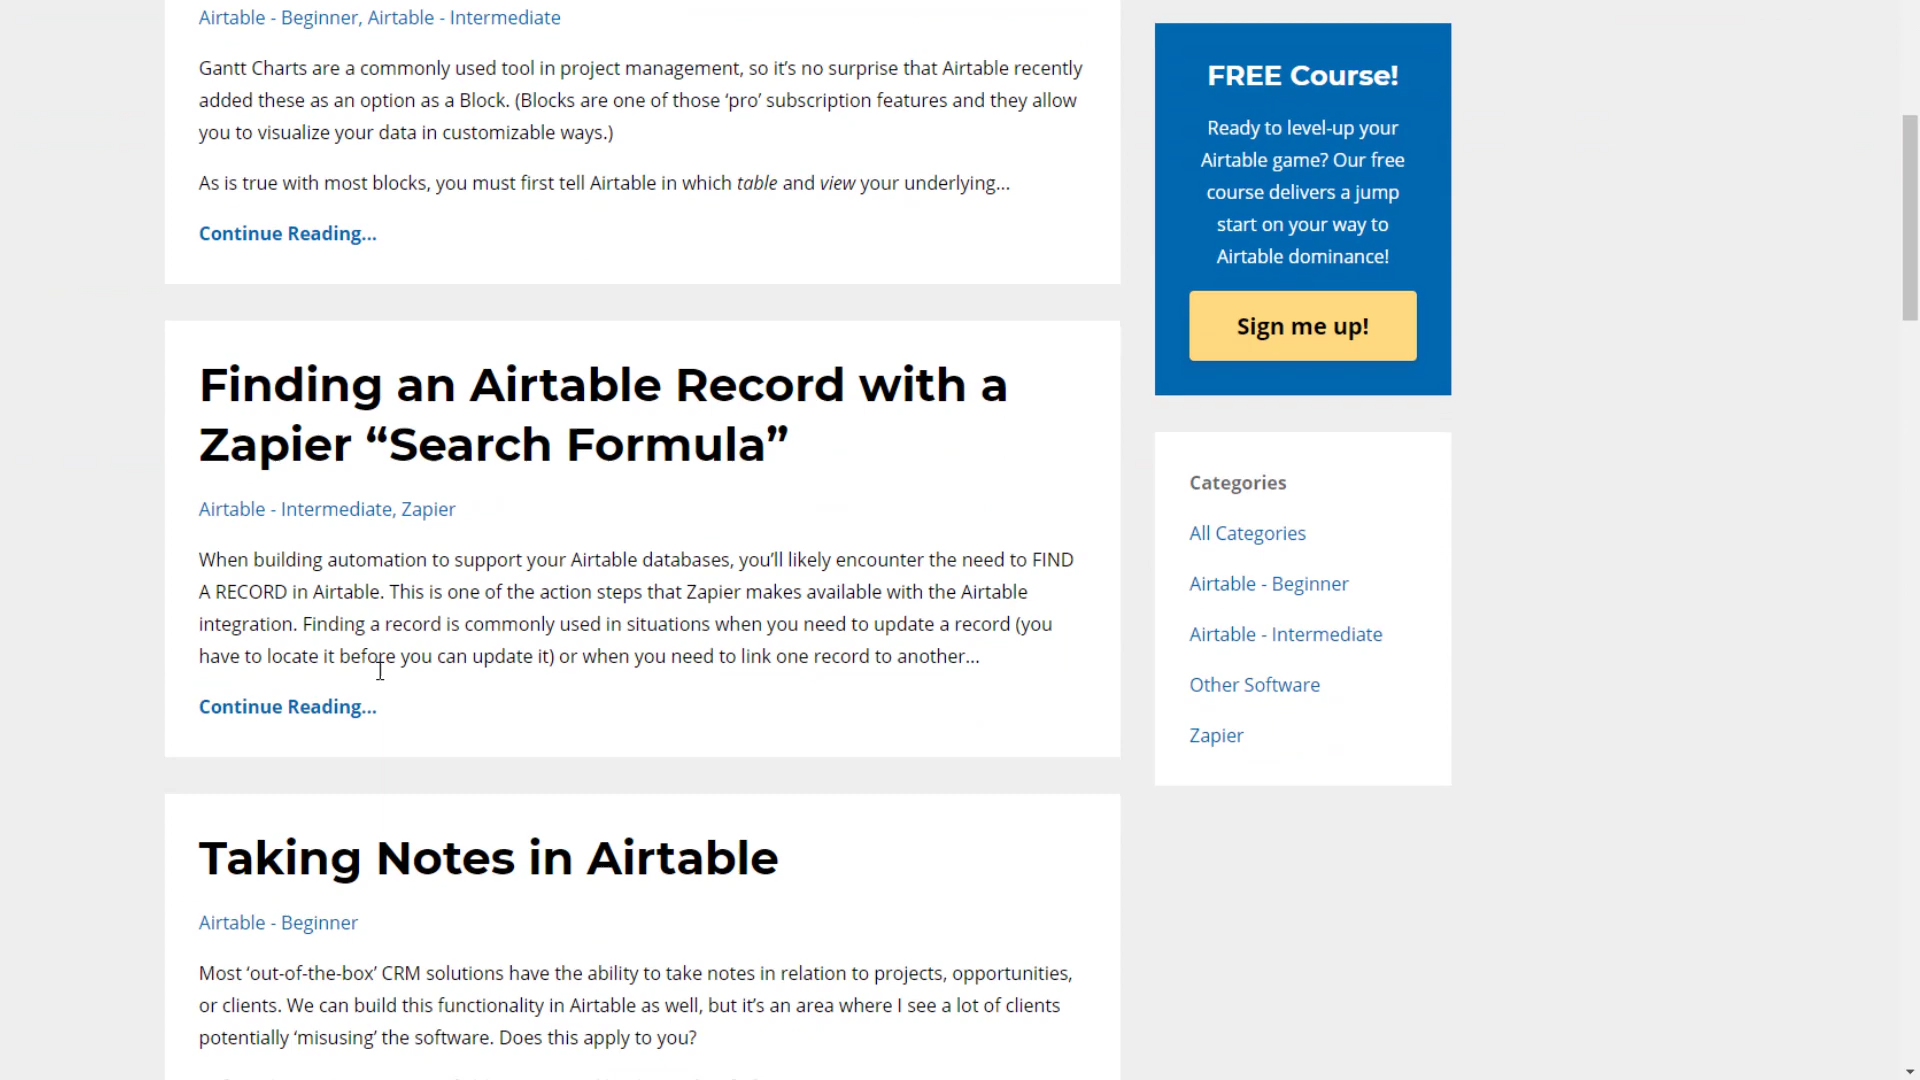 Airtable - Beginner, Airtable - Intermediate
Gantt Charts are a commonly used tool in project management, so it’s no surprise that Airtable recently
added these as an option as a Block. (Blocks are one of those ‘pro’ subscription features and they allow
you to visualize your data in customizable ways.)
As is true with most blocks, you must first tell Airtable in which table and view your underlying...
Continue Reading...
Finding an Airtable Record with a
Zapier “Search Formula”
Airtable - Intermediate, Zapier
When building automation to support your Airtable databases, you’ll likely encounter the need to FIND
A RECORD in Airtable. This is one of the action steps that Zapier makes available with the Airtable
integration. Finding a record is commonly used in situations when you need to update a record (you
have to locate it before you can update it) or when you need to link one record to another...
Continue Reading...
Taking Notes in Airtable
Airtable - Beginner
Most ‘out-of-the-box’ CRM solutions have the ability to take notes in relation to projects, opportunities,
or clients. We can build this functionality in Airtable as well, but it’s an area where I see a lot of clients
potentially ‘misusing’ the software. Does this apply to you?
FREE Course!
Ready to level-up your
Airtable game? Our free
course delivers a jump
start on your way to
Airtable dominance!
Sign me up!
Categories
All Categories
Airtable - Beginner
Airtable - Intermediate
Other Software
Zapier